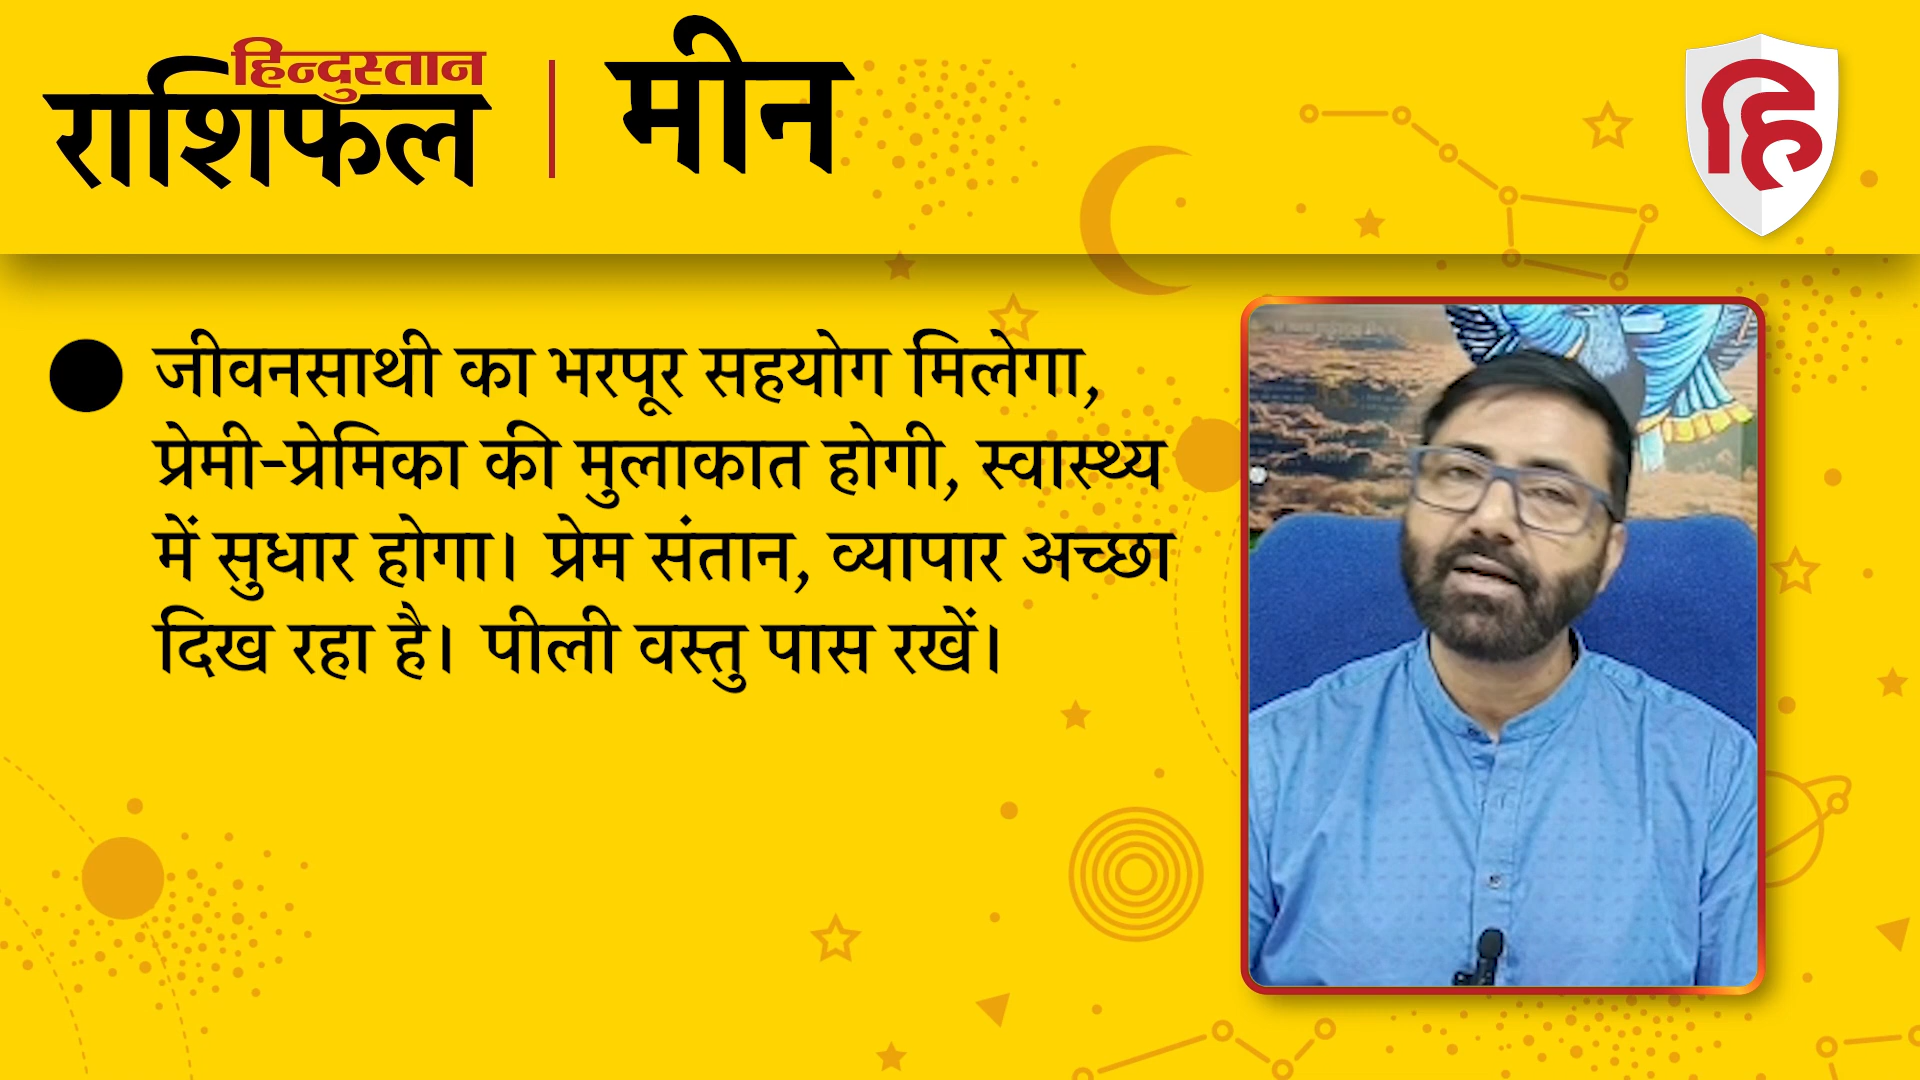 हिन्दुस्तान
राशिफल
मीन
हि
जीवनसाथी का भरपूर सहयोग मिलेगा,
प्रेमी-प्रेमिका की मुलाकात होगी, स्वास्थ्य
में सुधार होगा। प्रेम संतान, व्यापार अच्छा
दिख रहा है। पीली वस्तु पास रखें।